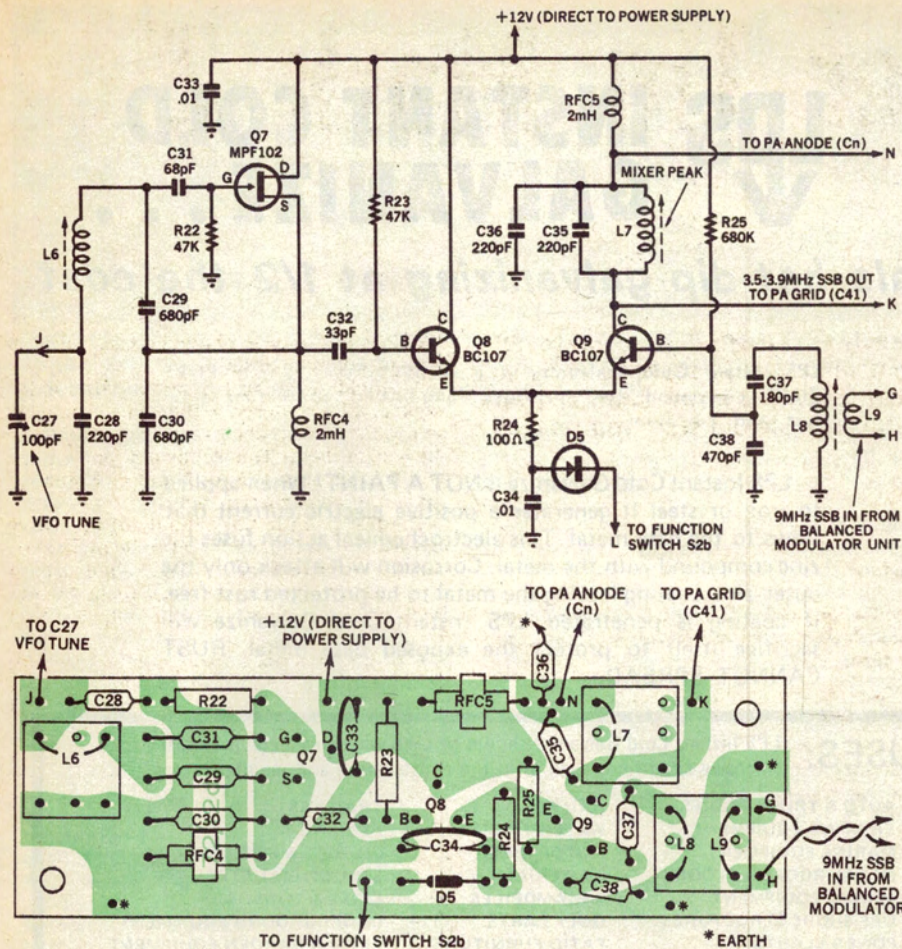 +12V (DIRECT TO POWER SUPPLY)
C33
.01
RFC5
2mH
Q7
MPF102
TO PA ANODE (Cn)
N
C31
68pF
D
G
S
MIXER PEAK
R23
47K
R22
47K
C36
220pF
C35
220pF
L7
R25
680K
L6
C29
680pF
3.5-3.9MHz SSB OUT
TO PA GRID (C41)
K
C32
33pF
C
B
Q8
BC107
E
C
Q9
BC107
B
E
J
C37
180pF
G
L8
L9
H
C27
100pF
C28
220pF
C30
680pF
RFC4
2mH
R24
100Ω
D5
C38
470pF
C34
.01
VFO TUNE
L
TO FUNCTION
SWITCH S2b
9MHz SSB IN FROM
BALANCED
MODULATOR UNIT
TO C27
VFO TUNE
+12V (DIRECT TO
POWER SUPPLY)
TO PA ANODE
(Cn)
TO PA GRID
(C41)
*
J
C28
R22
RFC5
C36
N
K
L6
C31
G
Q7
D
C33
R23
C35
L7
C29
S
C
R25
*
C30
C32
B
Q8
E
R24
E
C
Q9
C37
G
RFC4
C34
B
L8
L9
H
L
D5
C38
*
*
9MHz SSB
IN FROM
BALANCED
MODULATOR
TO FUNCTION SWITCH S2b
*EARTH